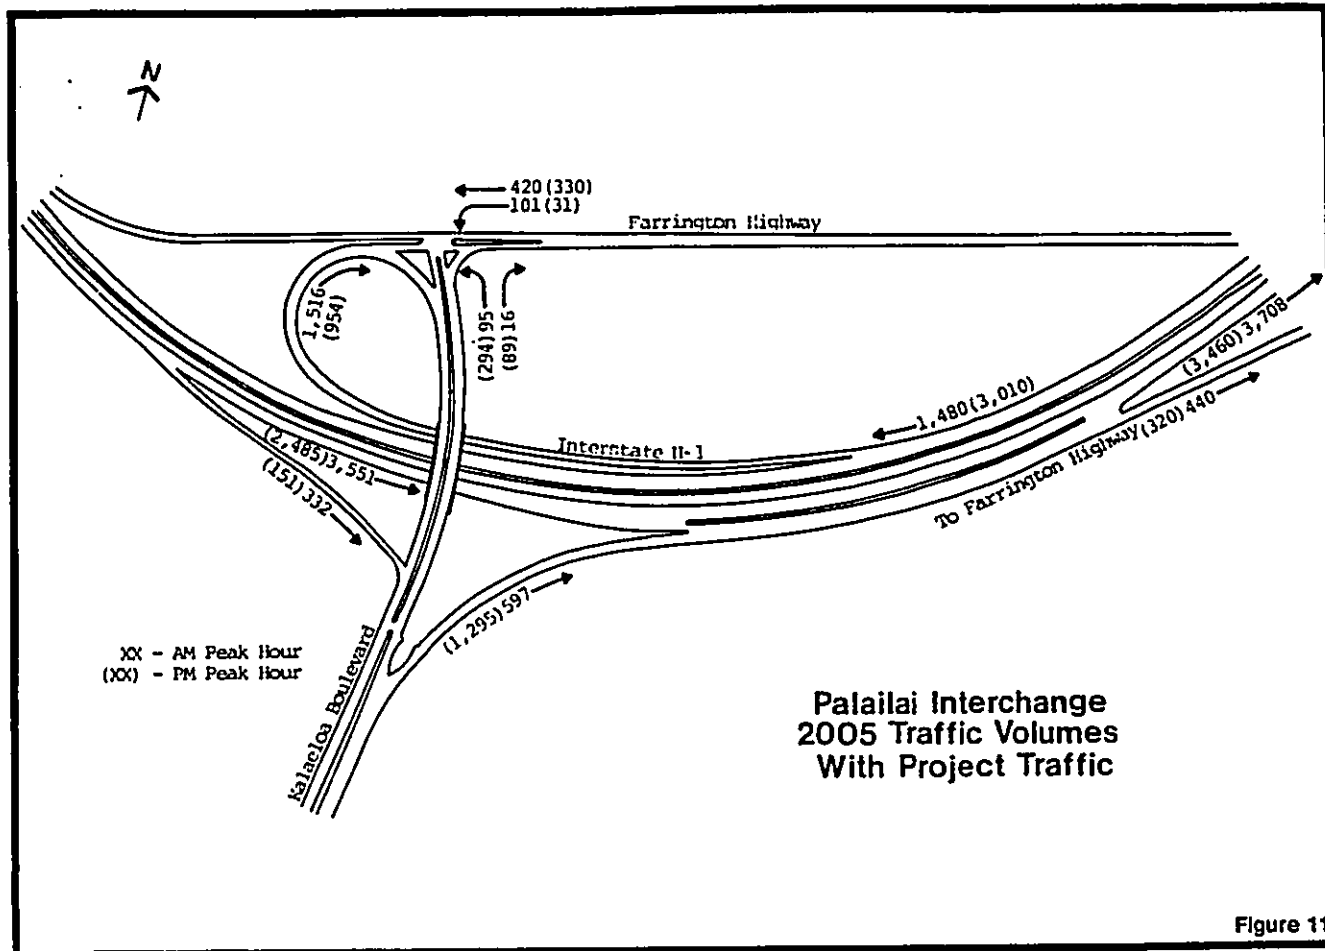 N
420(330)
101(31)
Farrington Highway
1,516
(954)
(294)95
(89)16
(3,460)3,708
1,480(3,010)
(320)440
Interstate H-1
To Farrington Highway
(2,485)3,551
(151)332
(1,295)597
Kalaeloa Boulevard
XX - AM Peak Hour
(XX) - PM Peak Hour
Palailai Interchange
2005 Traffic Volumes
With Project Traffic
Figure 11